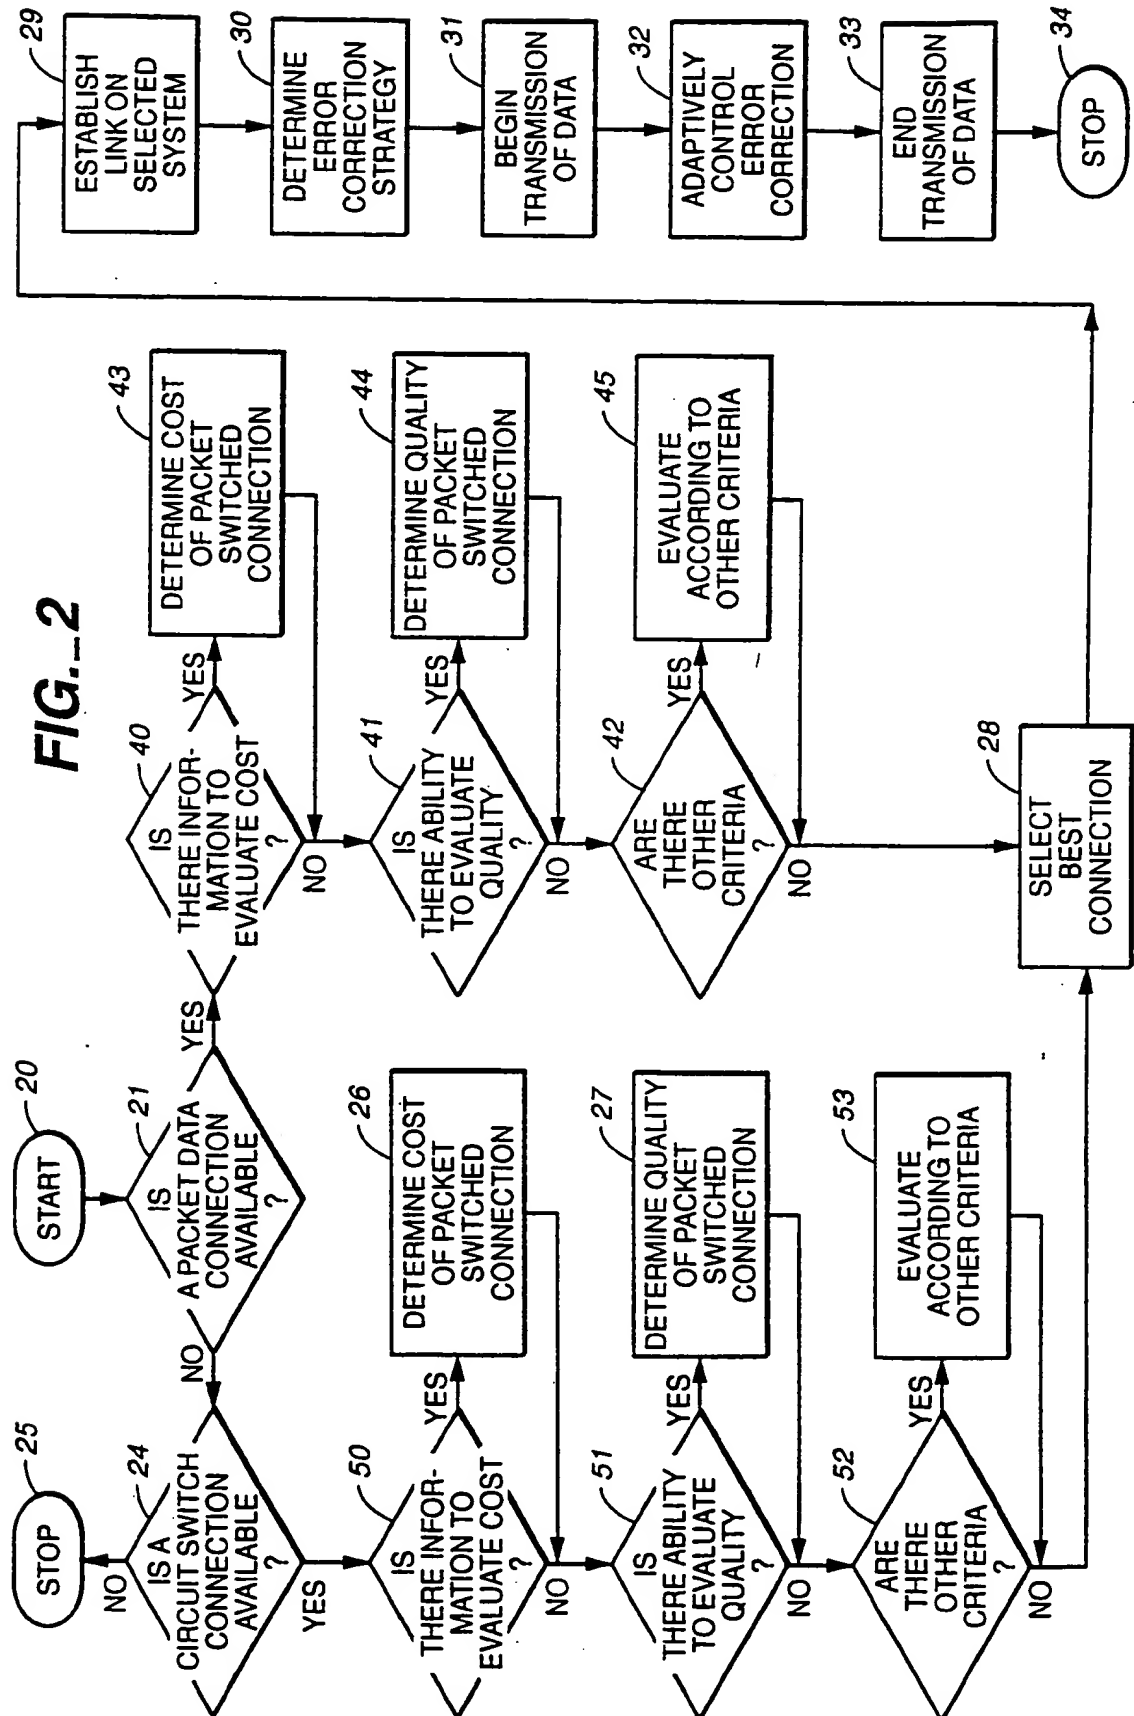 FIG._2
20
START
21
IS
A PACKET DATA
CONNECTION
AVAILABLE
?
YES
NO
24
IS A
CIRCUIT SWITCH
CONNECTION
AVAILABLE
?
NO
YES
25
STOP
40
IS
THERE INFOR-
MATION TO
EVALUATE COST
?
YES
NO
43
DETERMINE COST
OF PACKET
SWITCHED
CONNECTION
41
IS
THERE ABILITY
TO EVALUATE
QUALITY
?
YES
NO
44
DETERMINE QUALITY
OF PACKET
SWITCHED
CONNECTION
42
ARE
THERE
OTHER
CRITERIA
?
YES
NO
45
EVALUATE
ACCORDING TO
OTHER CRITERIA
50
IS
THERE INFOR-
MATION TO
EVALUATE COST
?
YES
NO
26
DETERMINE COST
OF PACKET
SWITCHED
CONNECTION
51
IS
THERE ABILITY
TO EVALUATE
QUALITY
?
YES
NO
27
DETERMINE QUALITY
OF PACKET
SWITCHED
CONNECTION
52
ARE
THERE
OTHER
CRITERIA
?
YES
NO
53
EVALUATE
ACCORDING TO
OTHER CRITERIA
28
SELECT
BEST
CONNECTION
29
ESTABLISH
LINK ON
SELECTED
SYSTEM
30
DETERMINE
ERROR
CORRECTION
STRATEGY
31
BEGIN
TRANSMISSION
OF DATA
32
ADAPTIVELY
CONTROL
ERROR
CORRECTION
33
END
TRANSMISSION
OF DATA
34
STOP